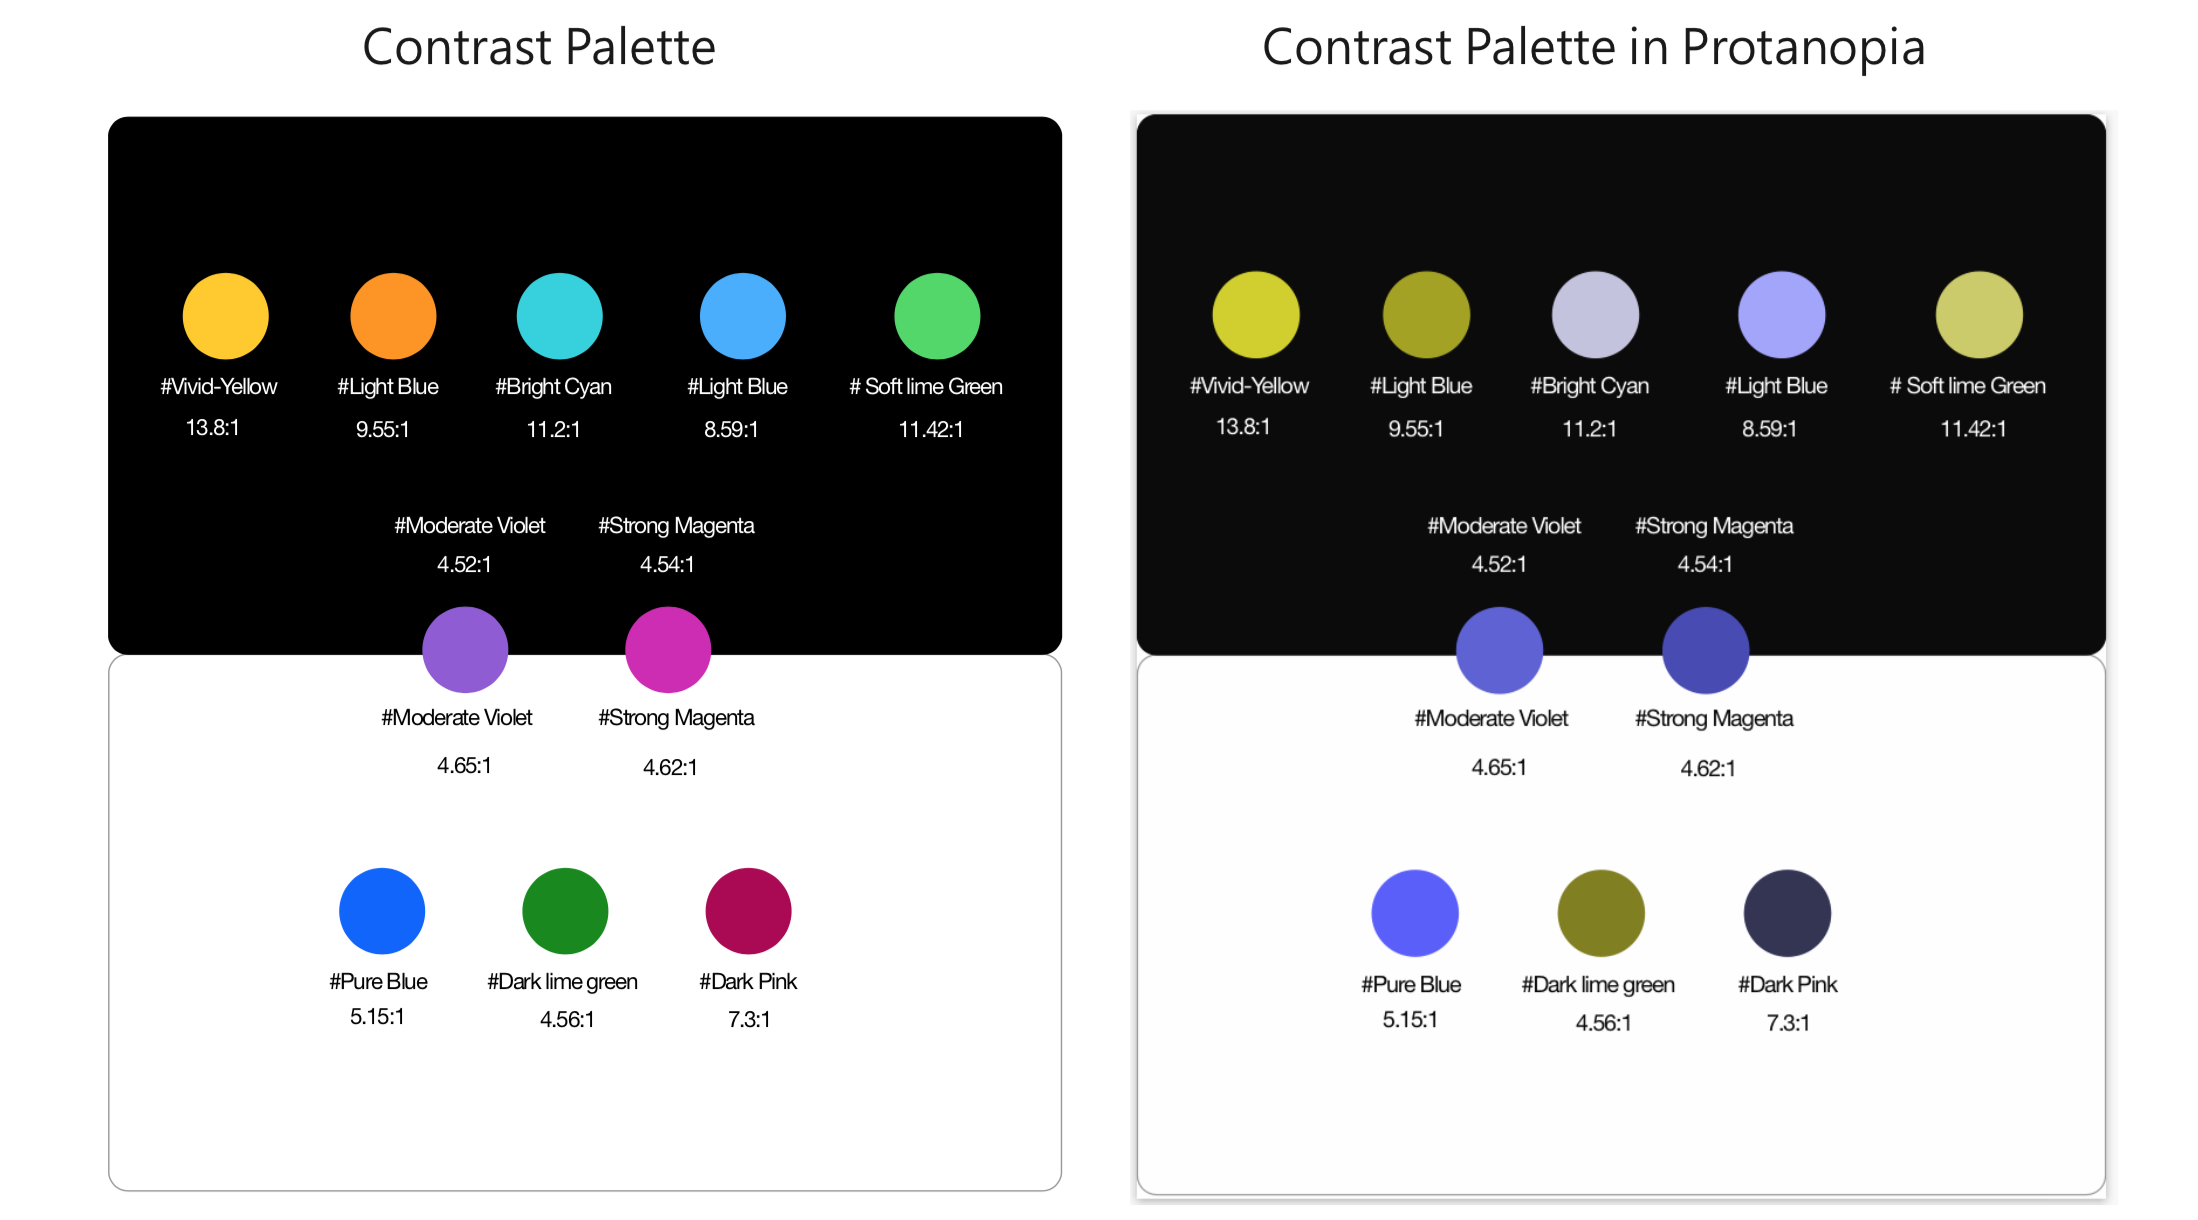 Contrast Palette
#Vivid-Yellow #Light Blue #Bright Cyan #Light Blue # Soft lime Green
13.8:1 9.55:1 11.2:1 8.59:1 11.42:1
#Moderate Violet #Strong Magenta
4.52:1 4.54:1
#Moderate Violet #Strong Magenta
4.65:1 4.62:1
#Pure Blue #Dark lime green #Dark Pink
5.15:1 4.56:1 7.3:1
Contrast Palette in Protanopia
#Vivid-Yellow #Light Blue #Bright Cyan #Light Blue # Soft lime Green
13.8:1 9.55:1 11.2:1 8.59:1 11.42:1
#Moderate Violet #Strong Magenta
4.52:1 4.54:1
#Moderate Violet #Strong Magenta
4.65:1 4.62:1
#Pure Blue #Dark lime green #Dark Pink
5.15:1 4.56:1 7.3:1